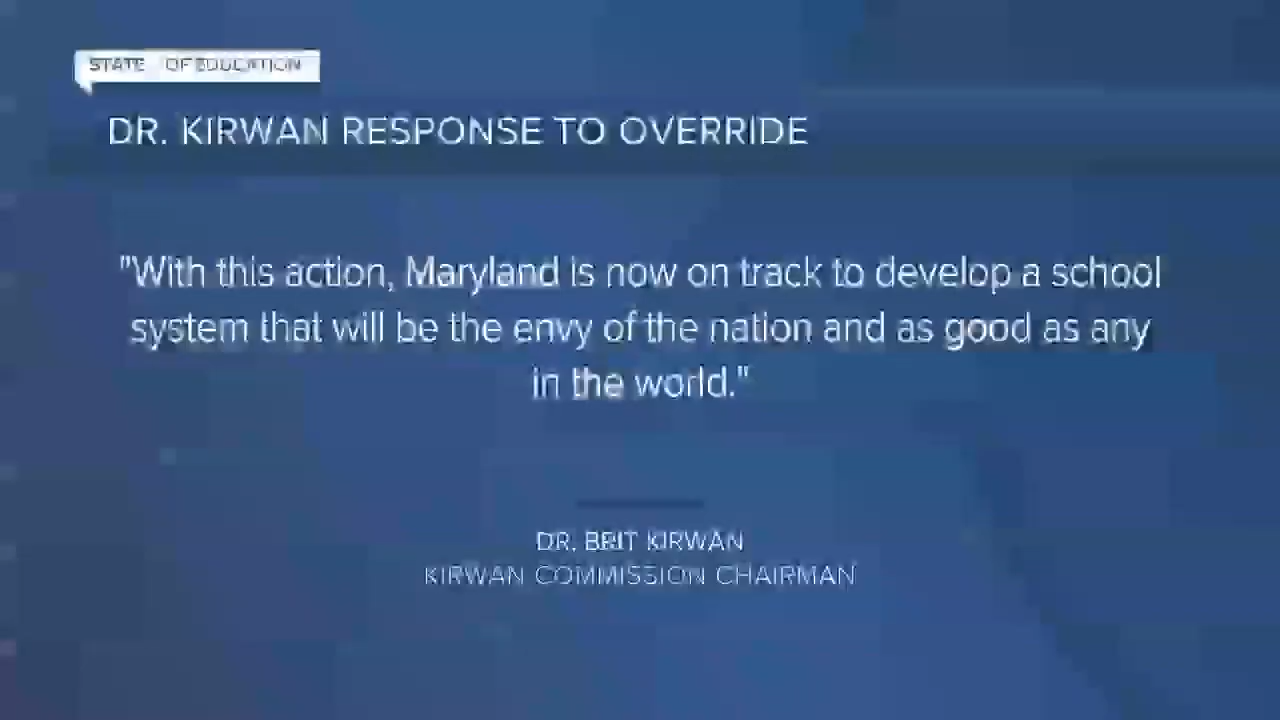 STATE OF EDUCATION
DR. KIRWAN RESPONSE TO OVERRIDE
"With this action, Maryland is now on track to develop a school
system that will be the envy of the nation and as good as any
in the world."
DR. BRIT KIRWAN
KIRWAN COMMISSION CHAIRMAN